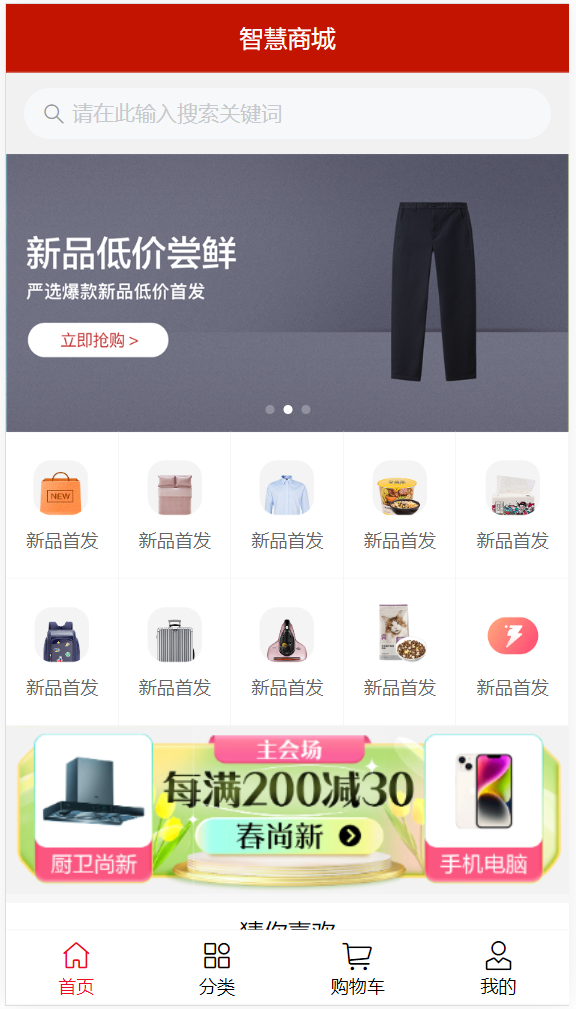 智慧商城
请在此输入搜索关键词
新品低价尝鲜
严选爆款新品低价首发
立即抢购 >
NEW
新品首发 新品首发 新品首发 新品首发 新品首发
新品首发 新品首发 新品首发 新品首发 新品首发
主会场
每满200减30
春尚新
厨卫尚新 手机电脑
猜你喜欢
首页 分类 购物车 我的